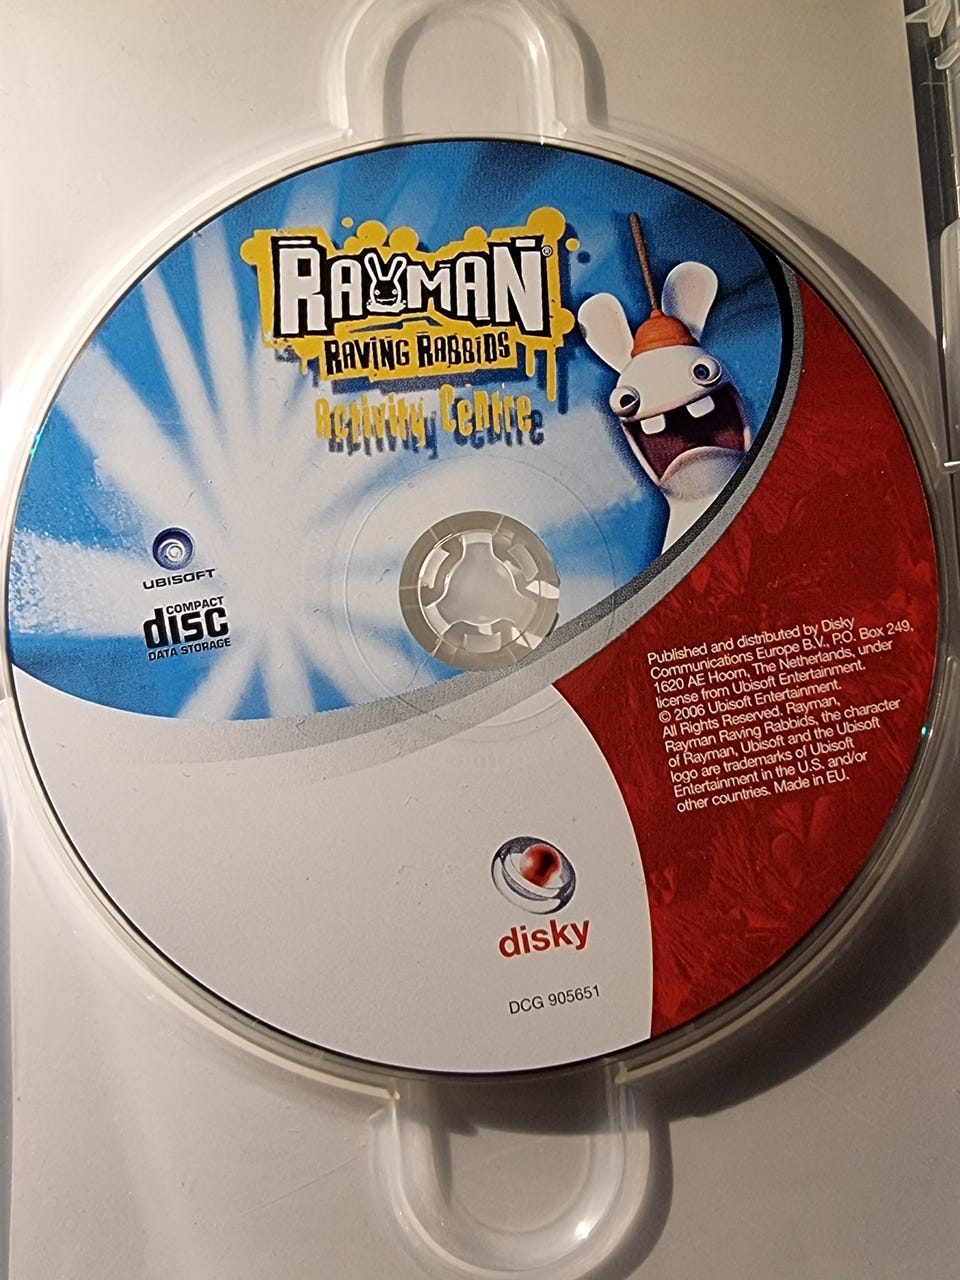 RAYMAN®
RAVING RABBIDS
Activity Centre
UBISOFT
COMPACT
disc
DATA STORAGE
Published and distributed by Disky
Communications Europe B.V., P.O. Box 249,
1620 AE Hoorn, The Netherlands, under
license from Ubisoft Entertainment.
© 2006 Ubisoft Entertainment.
All Rights Reserved. Rayman,
Rayman Raving Rabbids, the character
of Rayman, Ubisoft and the Ubisoft
logo are trademarks of Ubisoft
Entertainment in the U.S. and/or
other countries. Made in EU.
disky
DCG 905651